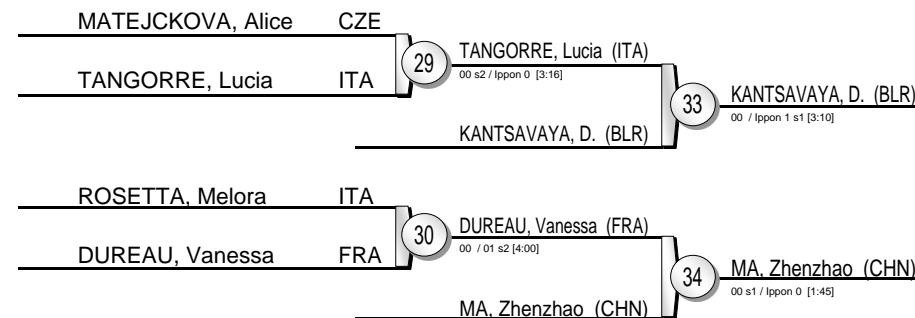 MATEJCKOVA, Alice CZE
29
TANGORRE, Lucia (ITA)
00 s2 / Ippon 0 [3:16]
TANGORRE, Lucia ITA
33
KANTSAVAYA, D. (BLR)
00 / Ippon 1 s1 [3:10]
KANTSAVAYA, D. (BLR)
ROSETTA, Melora ITA
30
DUREAU, Vanessa (FRA)
00 / 01 s2 [4:00]
DUREAU, Vanessa FRA
34
MA, Zhenzhao (CHN)
00 s1 / Ippon 0 [1:45]
MA, Zhenzhao (CHN)